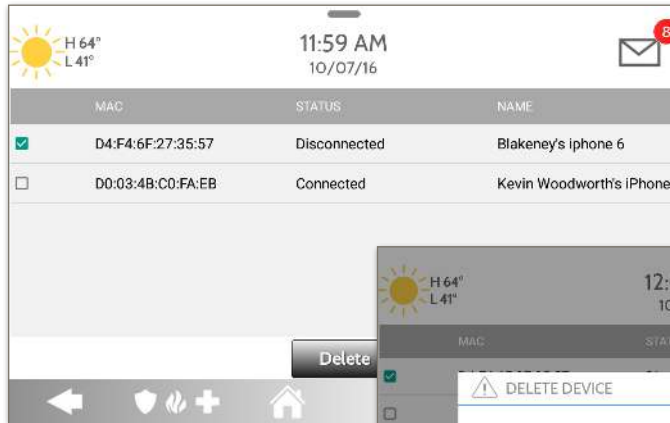 H 64°
L 41°
11:59 AM
10/07/16
8
MAC STATUS NAME
D4:F4:6F:27:35:57 Disconnected Blakeney's iphone 6
D0:03:4B:C0:FA:EB Connected Kevin Woodworth's iPhone
Delete
H 64°
L 41°
12:
10
MAC STAT
DELETE DEVICE